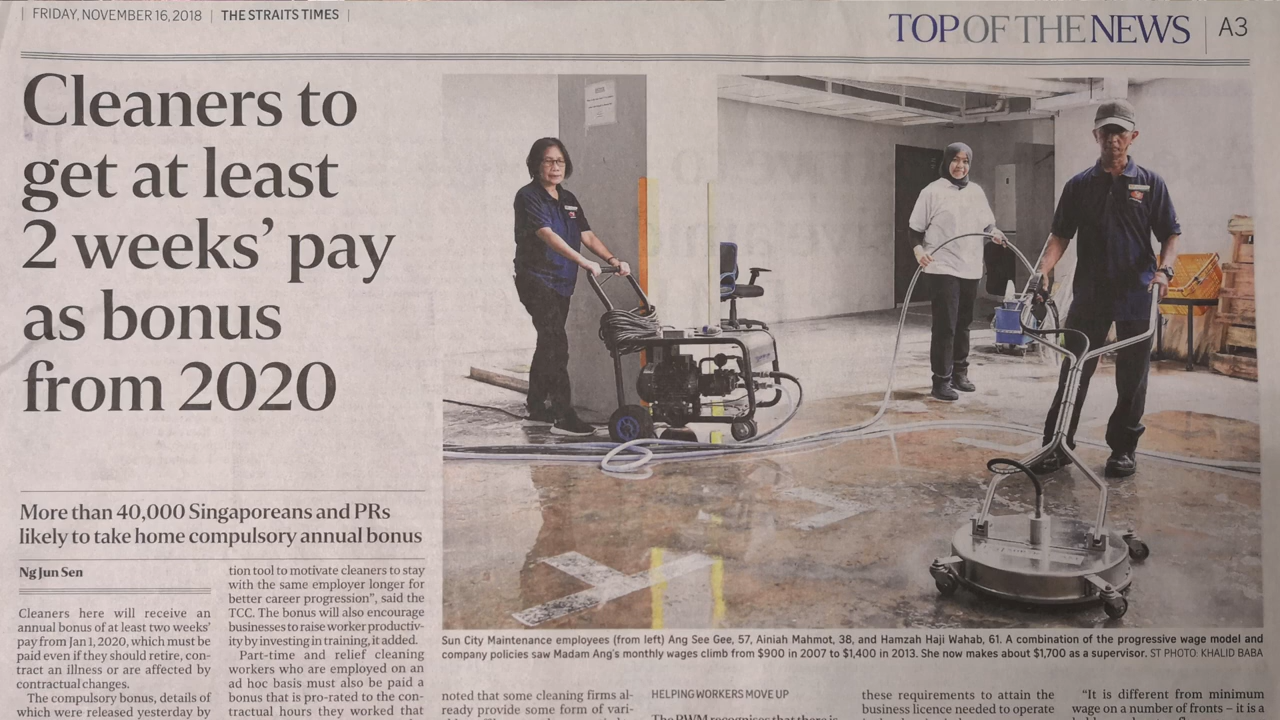 FRIDAY, NOVEMBER 16, 2018 | THE STRAITS TIMES |
TOP OF THE NEWS | A3
Cleaners to
get at least
2 weeks' pay
as bonus
from 2020
More than 40,000 Singaporeans and PRs
likely to take home compulsory annual bonus
Ng Jun Sen
Cleaners here will receive an
annual bonus of at least two weeks'
pay from Jan 1, 2020, which must be
paid even if they should retire, con-
tract an illness or are affected by
contractual changes.
The compulsory bonus, details of
which were released yesterday by
tion tool to motivate cleaners to stay
with the same employer longer for
better career progression", said the
TCC. The bonus will also encourage
businesses to raise worker productiv-
ity by investing in training, it added.
Part-time and relief cleaning
workers who are employed on an
ad hoc basis must also be paid a
bonus that is pro-rated to the con-
tractual hours they worked that
Sun City Maintenance employees (from left) Ang See Gee, 57, Ainiah Mahmot, 38, and Hamzah Haji Wahab, 61. A combination of the progressive wage model and
company policies saw Madam Ang's monthly wages climb from $900 in 2007 to $1,400 in 2013. She now makes about $1,700 as a supervisor. ST PHOTO: KHALID BABA
noted that some cleaning firms al-
ready provide some form of vari-
HELPING WORKERS MOVE UP
The PWM recognises that there is
these requirements to attain the
business licence needed to operate
"It is different from minimum
wage on a number of fronts – it is a